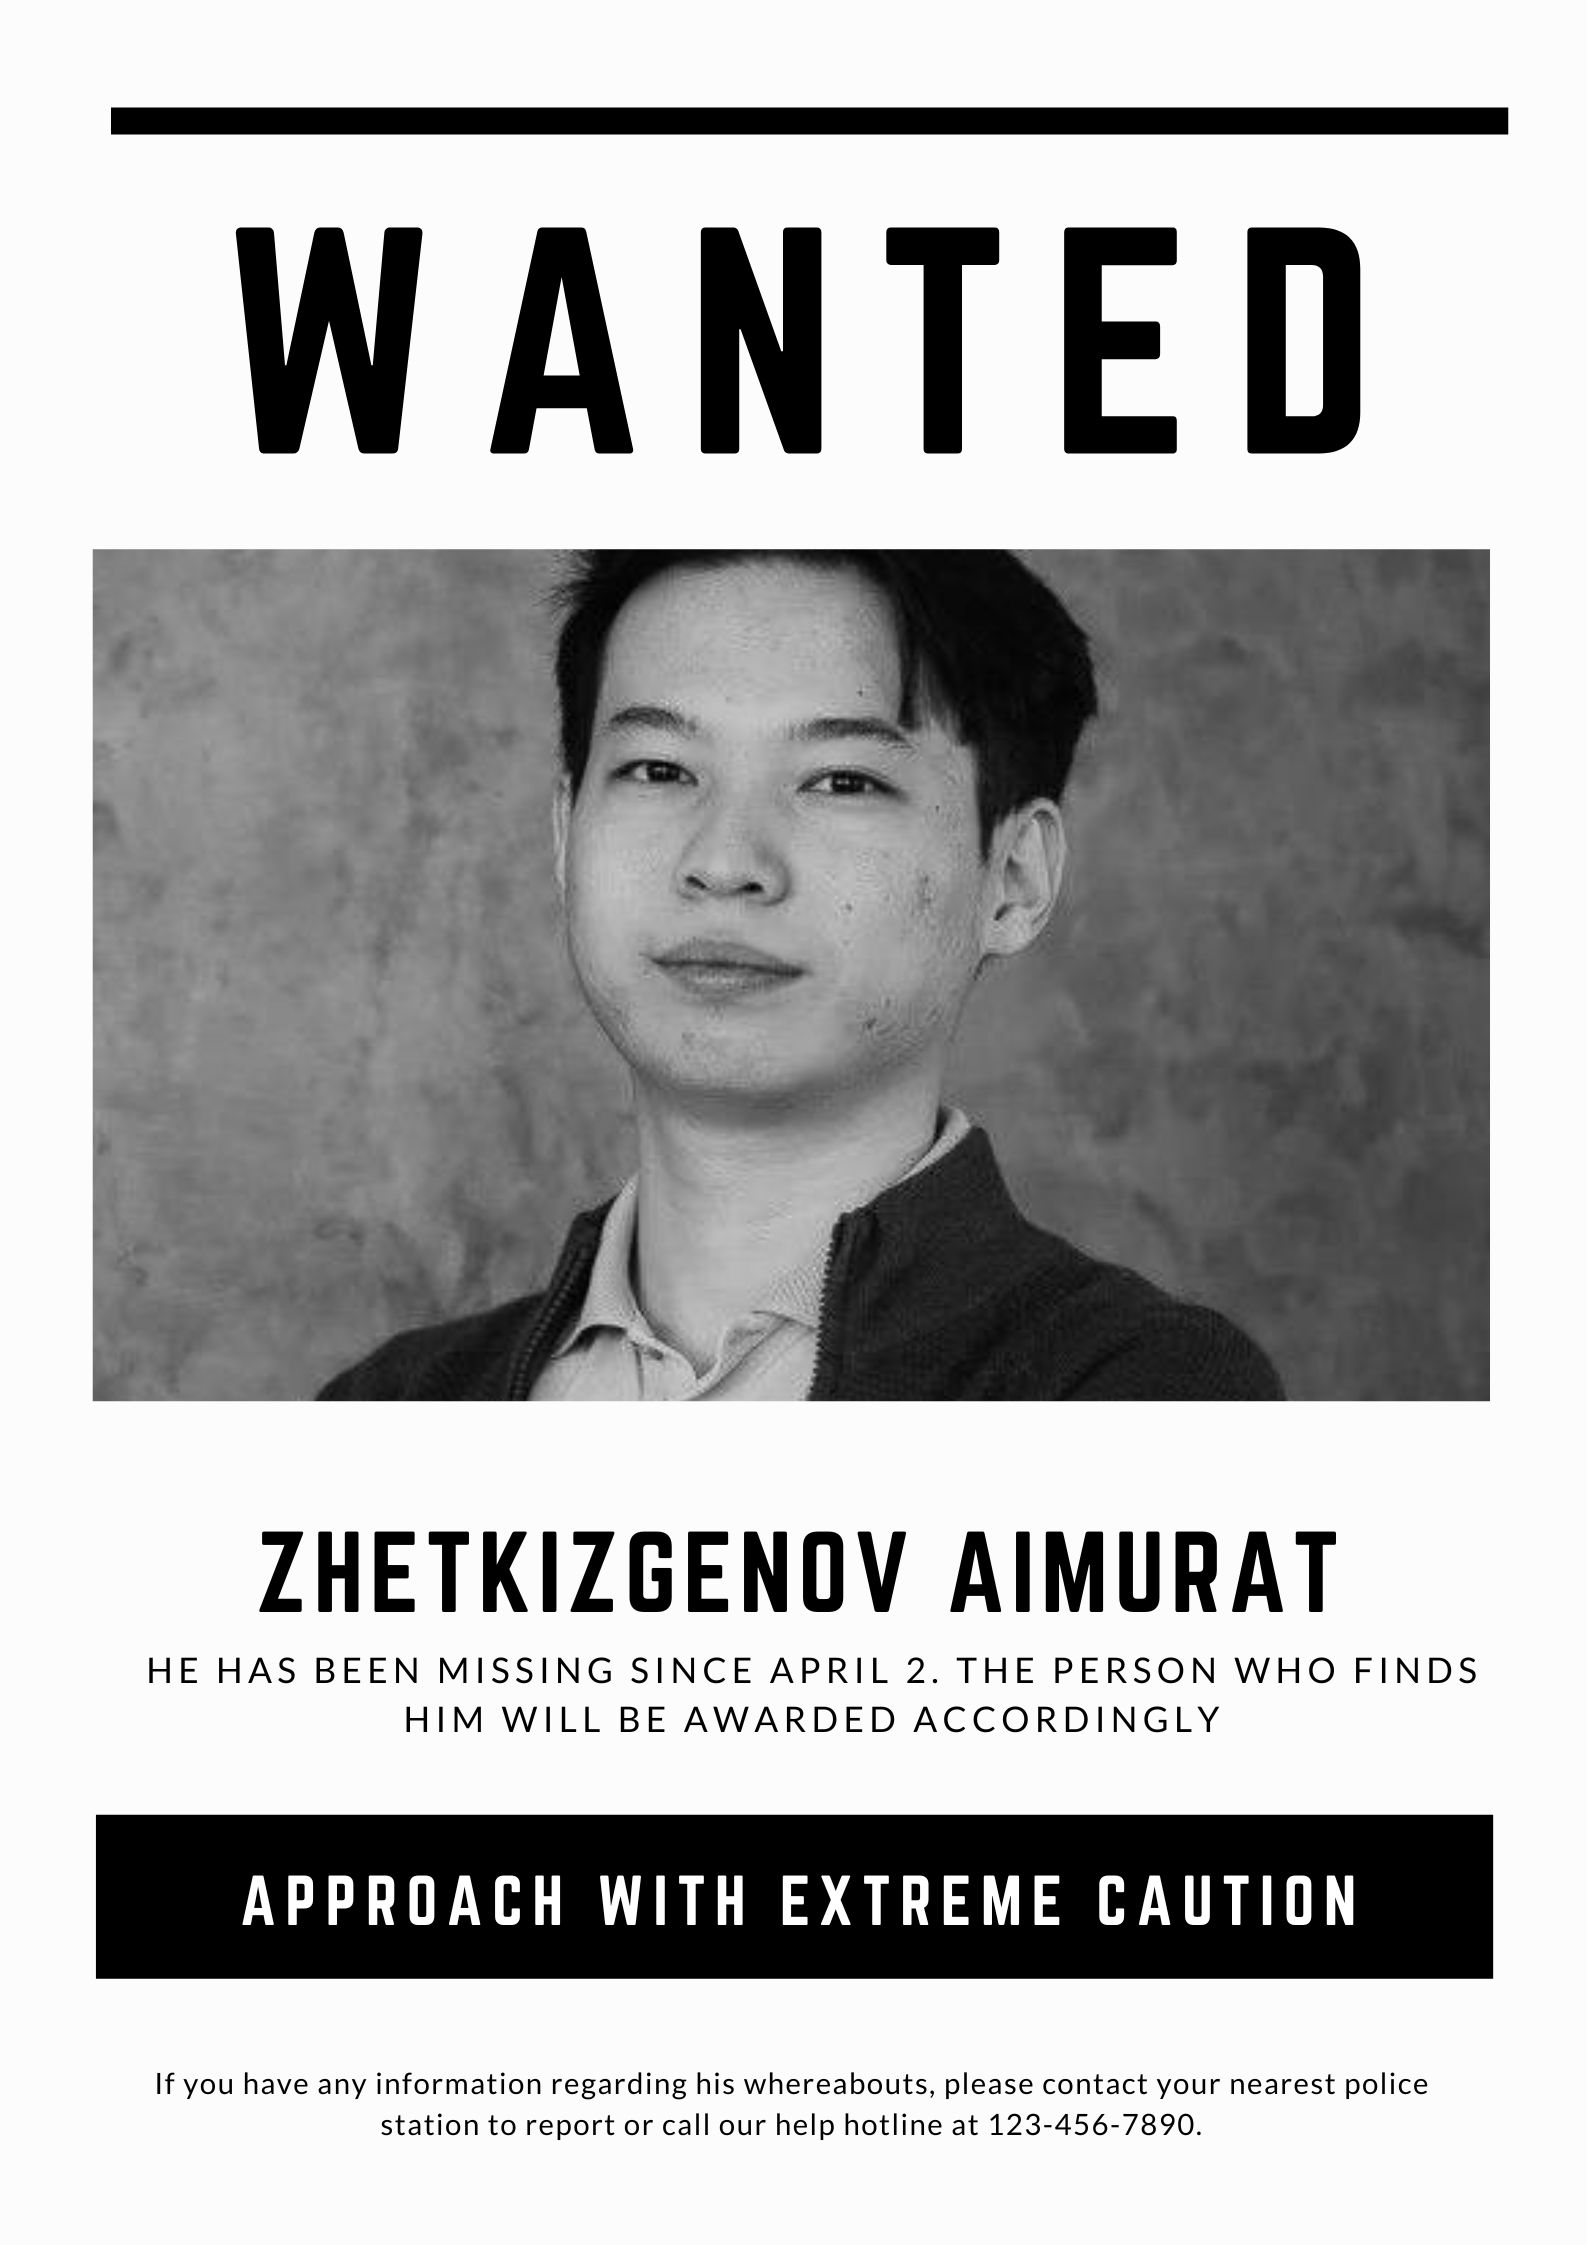 WANTED
ZHETKIZGENOV AIMURAT
HE HAS BEEN MISSING SINCE APRIL 2. THE PERSON WHO FINDS
HIM WILL BE AWARDED ACCORDINGLY
APPROACH WITH EXTREME CAUTION
If you have any information regarding his whereabouts, please contact your nearest police
station to report or call our help hotline at 123-456-7890.